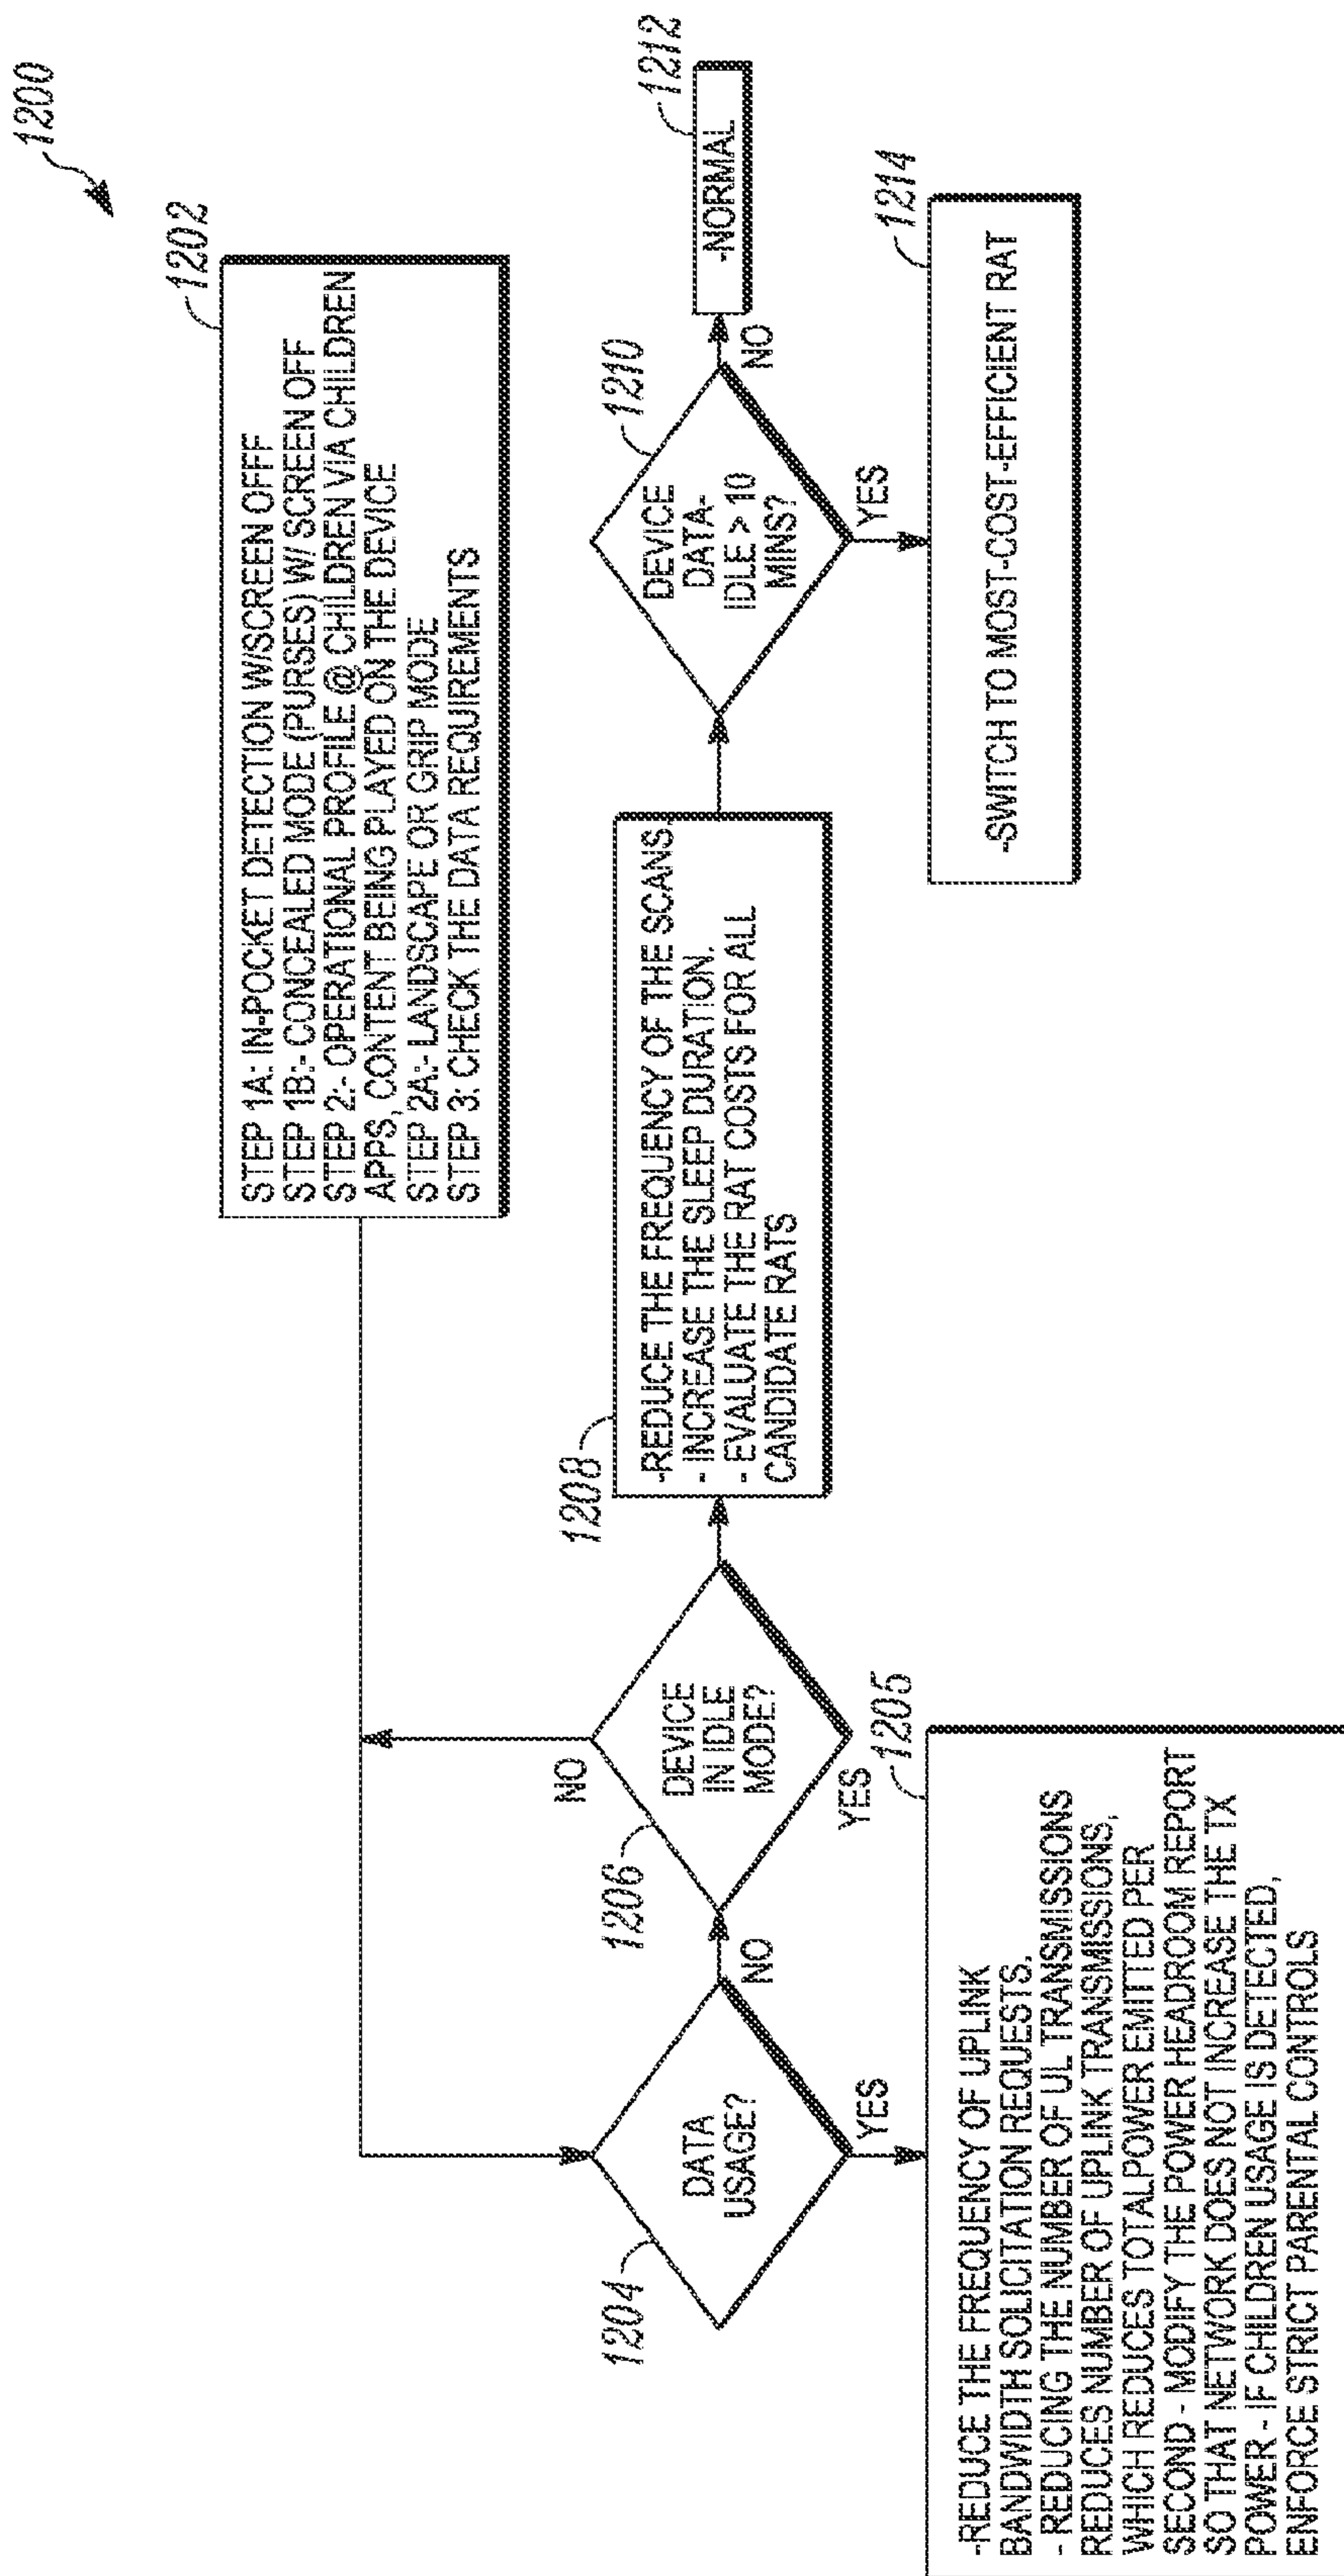 1200
1202
STEP 1A: IN-POCKET DETECTION W/SCREEN OFFF
STEP 1B:- CONCEALED MODE (PURSES) W/ SCREEN OFF
STEP 2:- OPERATIONAL PROFILE @ CHILDREN VIA CHILDREN
APPS, CONTENT BEING PLAYED ON THE DEVICE
STEP 2A:- LANDSCAPE OR GRIP MODE
STEP 3: CHECK THE DATA REQUIREMENTS
1204
DATA
USAGE?
NO
YES
1206
DEVICE
IN IDLE
MODE?
NO
YES
1208
-REDUCE THE FREQUENCY OF THE SCANS,
- INCREASE THE SLEEP DURATION.
- EVALUATE THE RAT COSTS FOR ALL
CANDIDATE RATS
1210
DEVICE
DATA-
IDLE > 10
MINS?
NO
YES
1212
-NORMAL
1205
-REDUCE THE FREQUENCY OF UPLINK
BANDWIDTH SOLICITATION REQUESTS.
- REDUCING THE NUMBER OF UL TRANSMISSIONS
REDUCES NUMBER OF UPLINK TRANSMISSIONS,
WHICH REDUCES TOTALPOWER EMITTED PER
SECOND - MODIFY THE POWER HEADROOM REPORT
SO THAT NETWORK DOES NOT INCREASE THE TX
POWER - IF CHILDREN USAGE IS DETECTED,
ENFORCE STRICT PARENTAL CONTROLS
1214
-SWITCH TO MOST-COST-EFFICIENT RAT